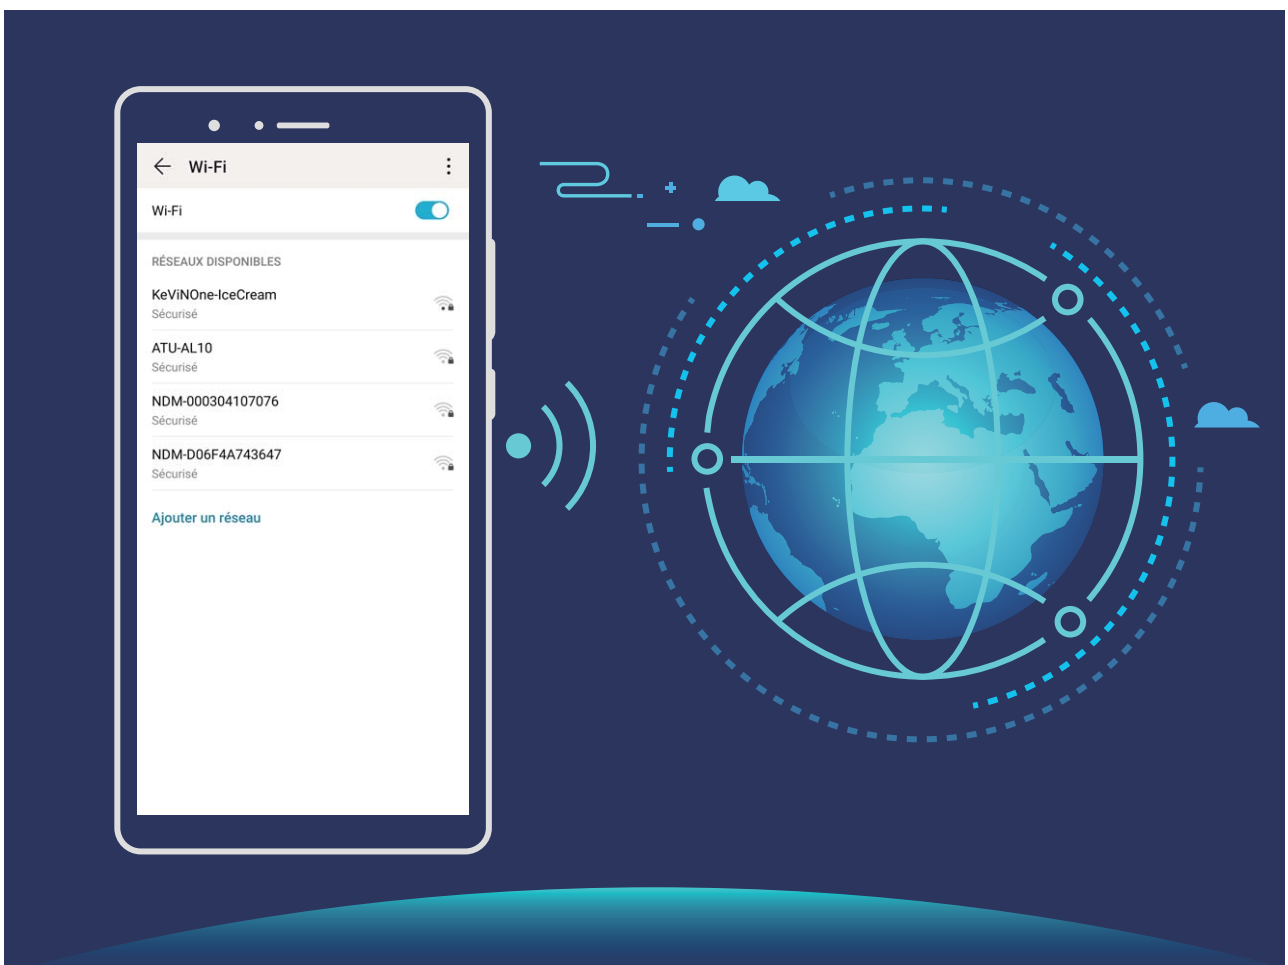 Wi-Fi
Wi-Fi
RÉSEAUX DISPONIBLES
KeViNOne-IceCream
Sécurisé
ATU-AL10
Sécurisé
NDM-000304107076
Sécurisé
NDM-D06F4A743647
Sécurisé
Ajouter un réseau